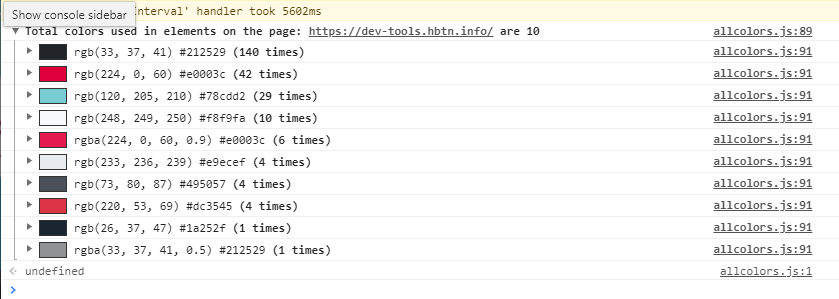 Show console sidebar
nterval' handler took 5602ms
▼ Total colors used in elements on the page: https://dev-tools.hbtn.info/ are 10 allcolors.js:89
▶ rgb(33, 37, 41) #212529 (140 times) allcolors.js:91
▶ rgb(224, 0, 60) #e0003c (42 times) allcolors.js:91
▶ rgb(120, 205, 210) #78cdd2 (29 times) allcolors.js:91
▶ rgb(248, 249, 250) #f8f9fa (10 times) allcolors.js:91
▶ rgba(224, 0, 60, 0.9) #e0003c (6 times) allcolors.js:91
▶ rgb(233, 236, 239) #e9ecef (4 times) allcolors.js:91
▶ rgb(73, 80, 87) #495057 (4 times) allcolors.js:91
▶ rgb(220, 53, 69) #dc3545 (4 times) allcolors.js:91
▶ rgb(26, 37, 47) #1a252f (1 times) allcolors.js:91
▶ rgba(33, 37, 41, 0.5) #212529 (1 times) allcolors.js:91
undefined allcolors.js:1